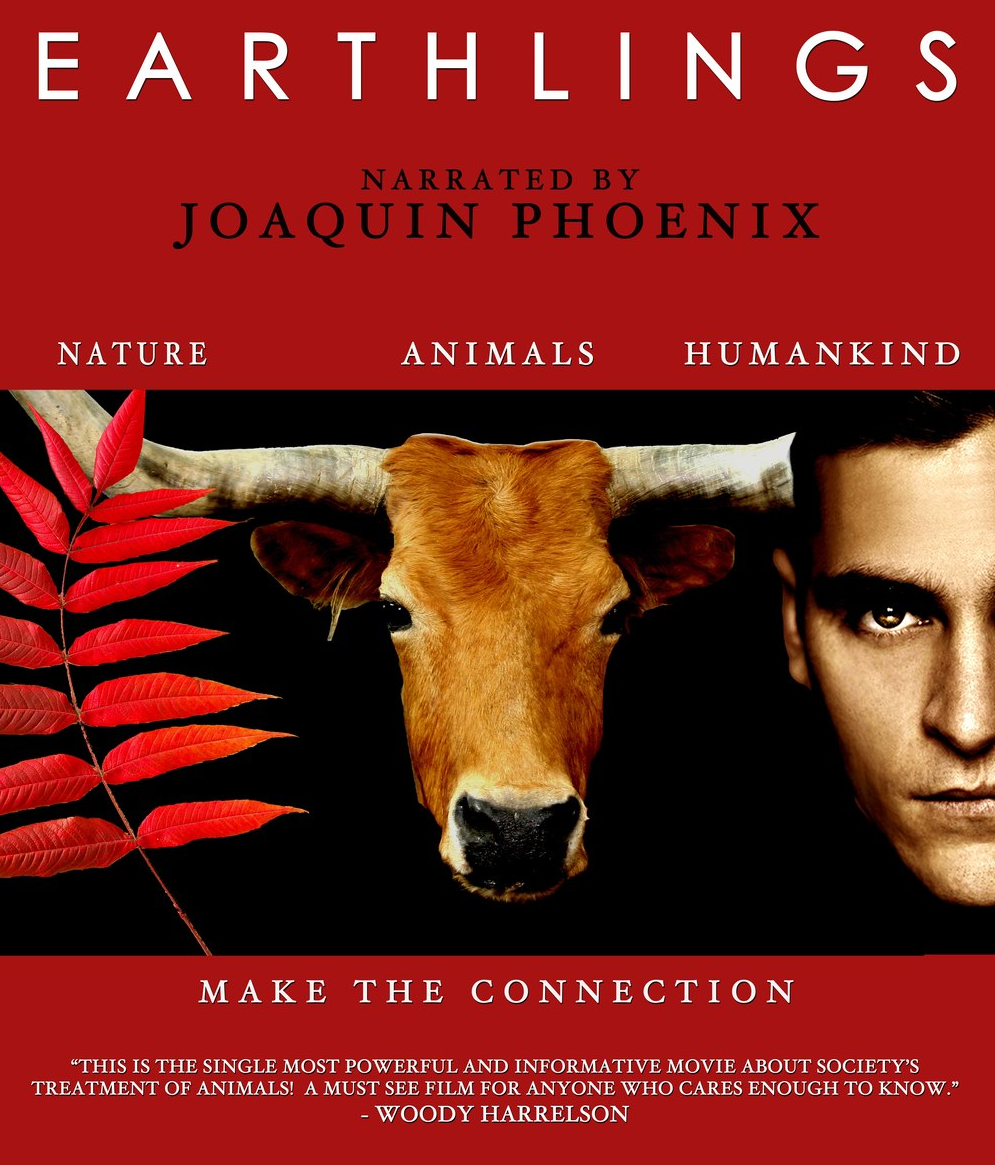 EARTHLINGS
NARRATED BY
JOAQUIN PHOENIX
NATURE ANIMALS HUMANKIND
MAKE THE CONNECTION
“THIS IS THE SINGLE MOST POWERFUL AND INFORMATIVE MOVIE ABOUT SOCIETY’S
TREATMENT OF ANIMALS! A MUST SEE FILM FOR ANYONE WHO CARES ENOUGH TO KNOW.”
- WOODY HARRELSON